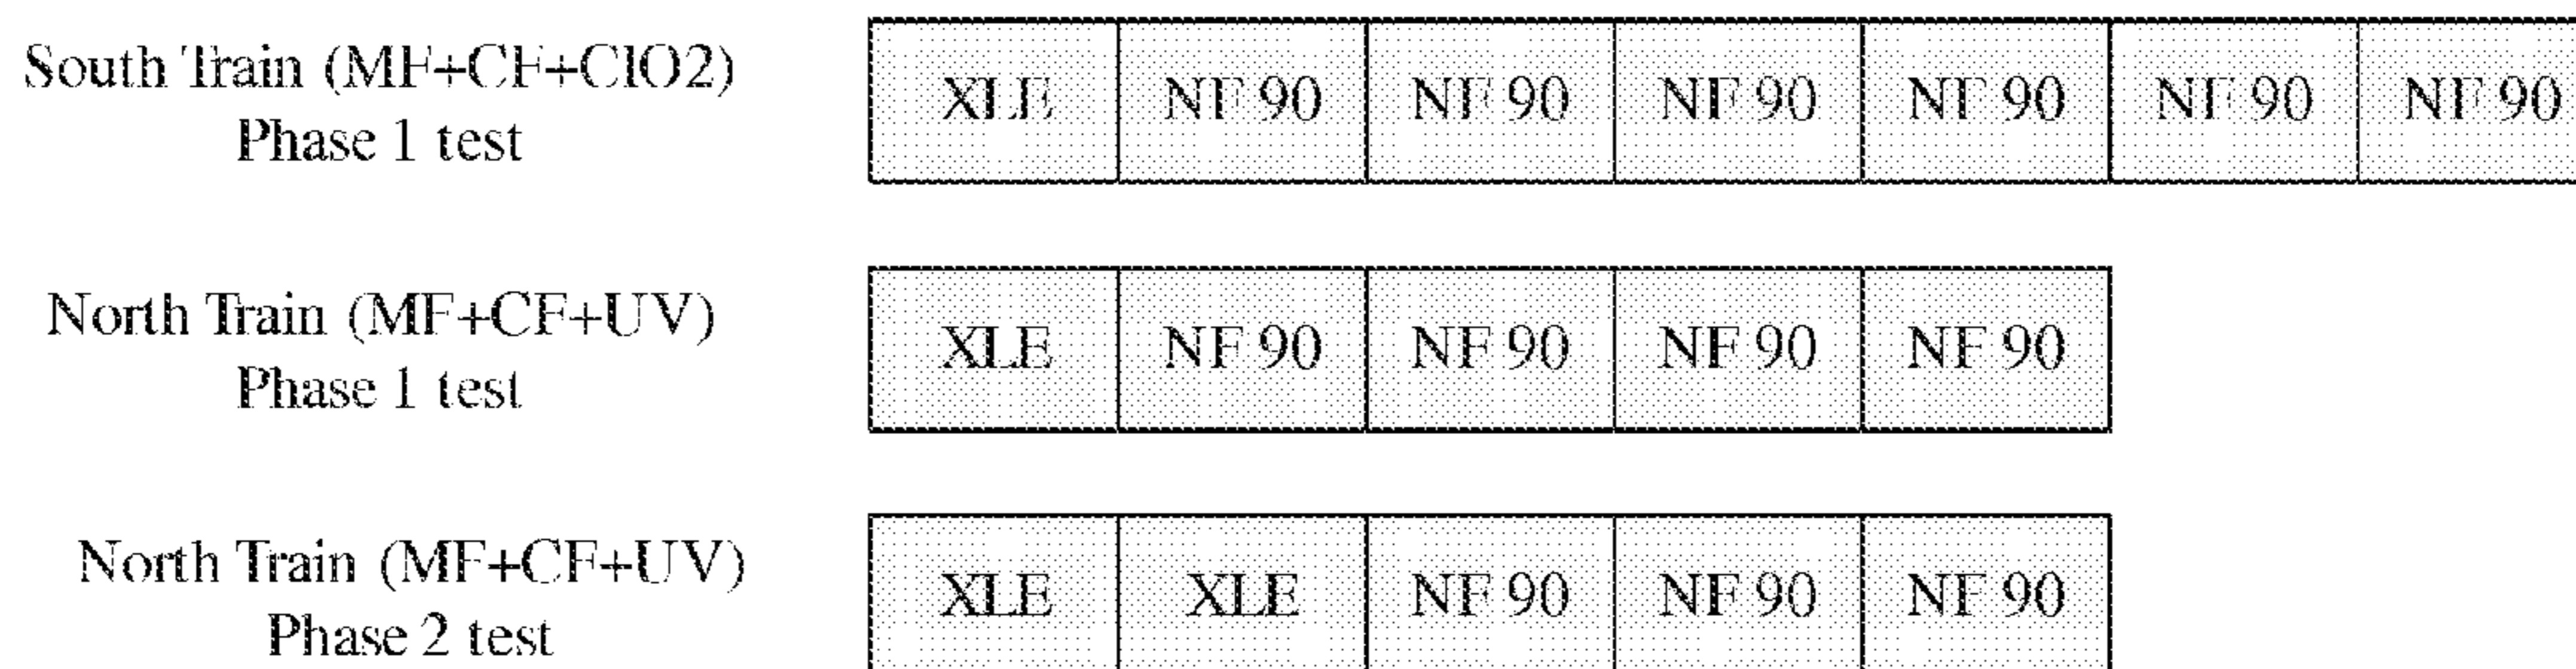 South Train (MF+CF+ClO2)
Phase 1 test
XLE NF 90 NF 90 NF 90 NF 90 NF 90 NF 90
North Train (MF+CF+UV)
Phase 1 test
XLE NF 90 NF 90 NF 90 NF 90
North Train (MF+CF+UV)
Phase 2 test
XLE XLE NF 90 NF 90 NF 90